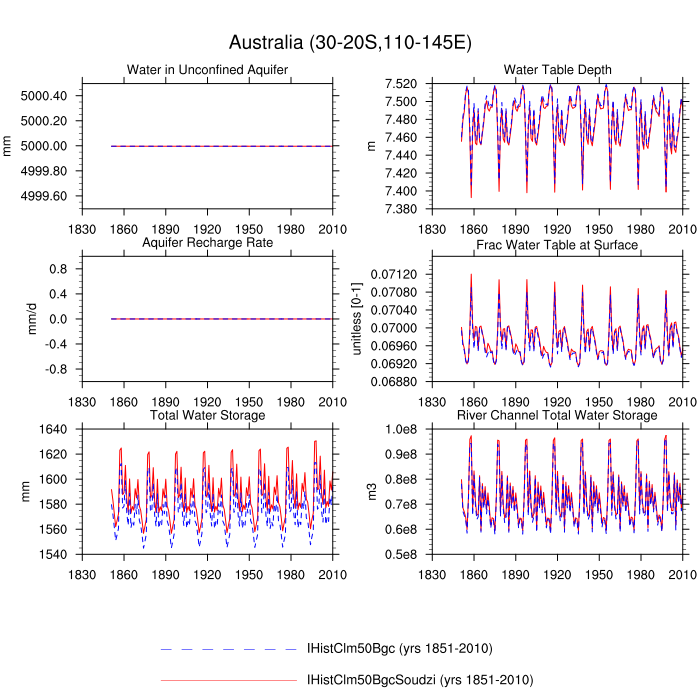 Australia (30-20S,110-145E)
Water in Unconfined Aquifer
Water Table Depth
5000.40
5000.20
5000.00
4999.80
4999.60
mm
1830 1860 1890 1920 1950 1980 2010
7.520
7.500
7.480
7.460
7.440
7.420
7.400
7.380
m
1830 1860 1890 1920 1950 1980 2010
Aquifer Recharge Rate
Frac Water Table at Surface
0.8
0.4
0.0
-0.4
-0.8
mm/d
1830 1860 1890 1920 1950 1980 2010
0.07120
0.07080
0.07040
0.07000
0.06960
0.06920
0.06880
unitless [0-1]
1830 1860 1890 1920 1950 1980 2010
Total Water Storage
River Channel Total Water Storage
1640
1620
1600
1580
1560
1540
mm
1830 1860 1890 1920 1950 1980 2010
1.0e8
0.9e8
0.8e8
0.7e8
0.6e8
0.5e8
m3
1830 1860 1890 1920 1950 1980 2010
IHistClm50Bgc (yrs 1851-2010)
IHistClm50BgcSoudzi (yrs 1851-2010)